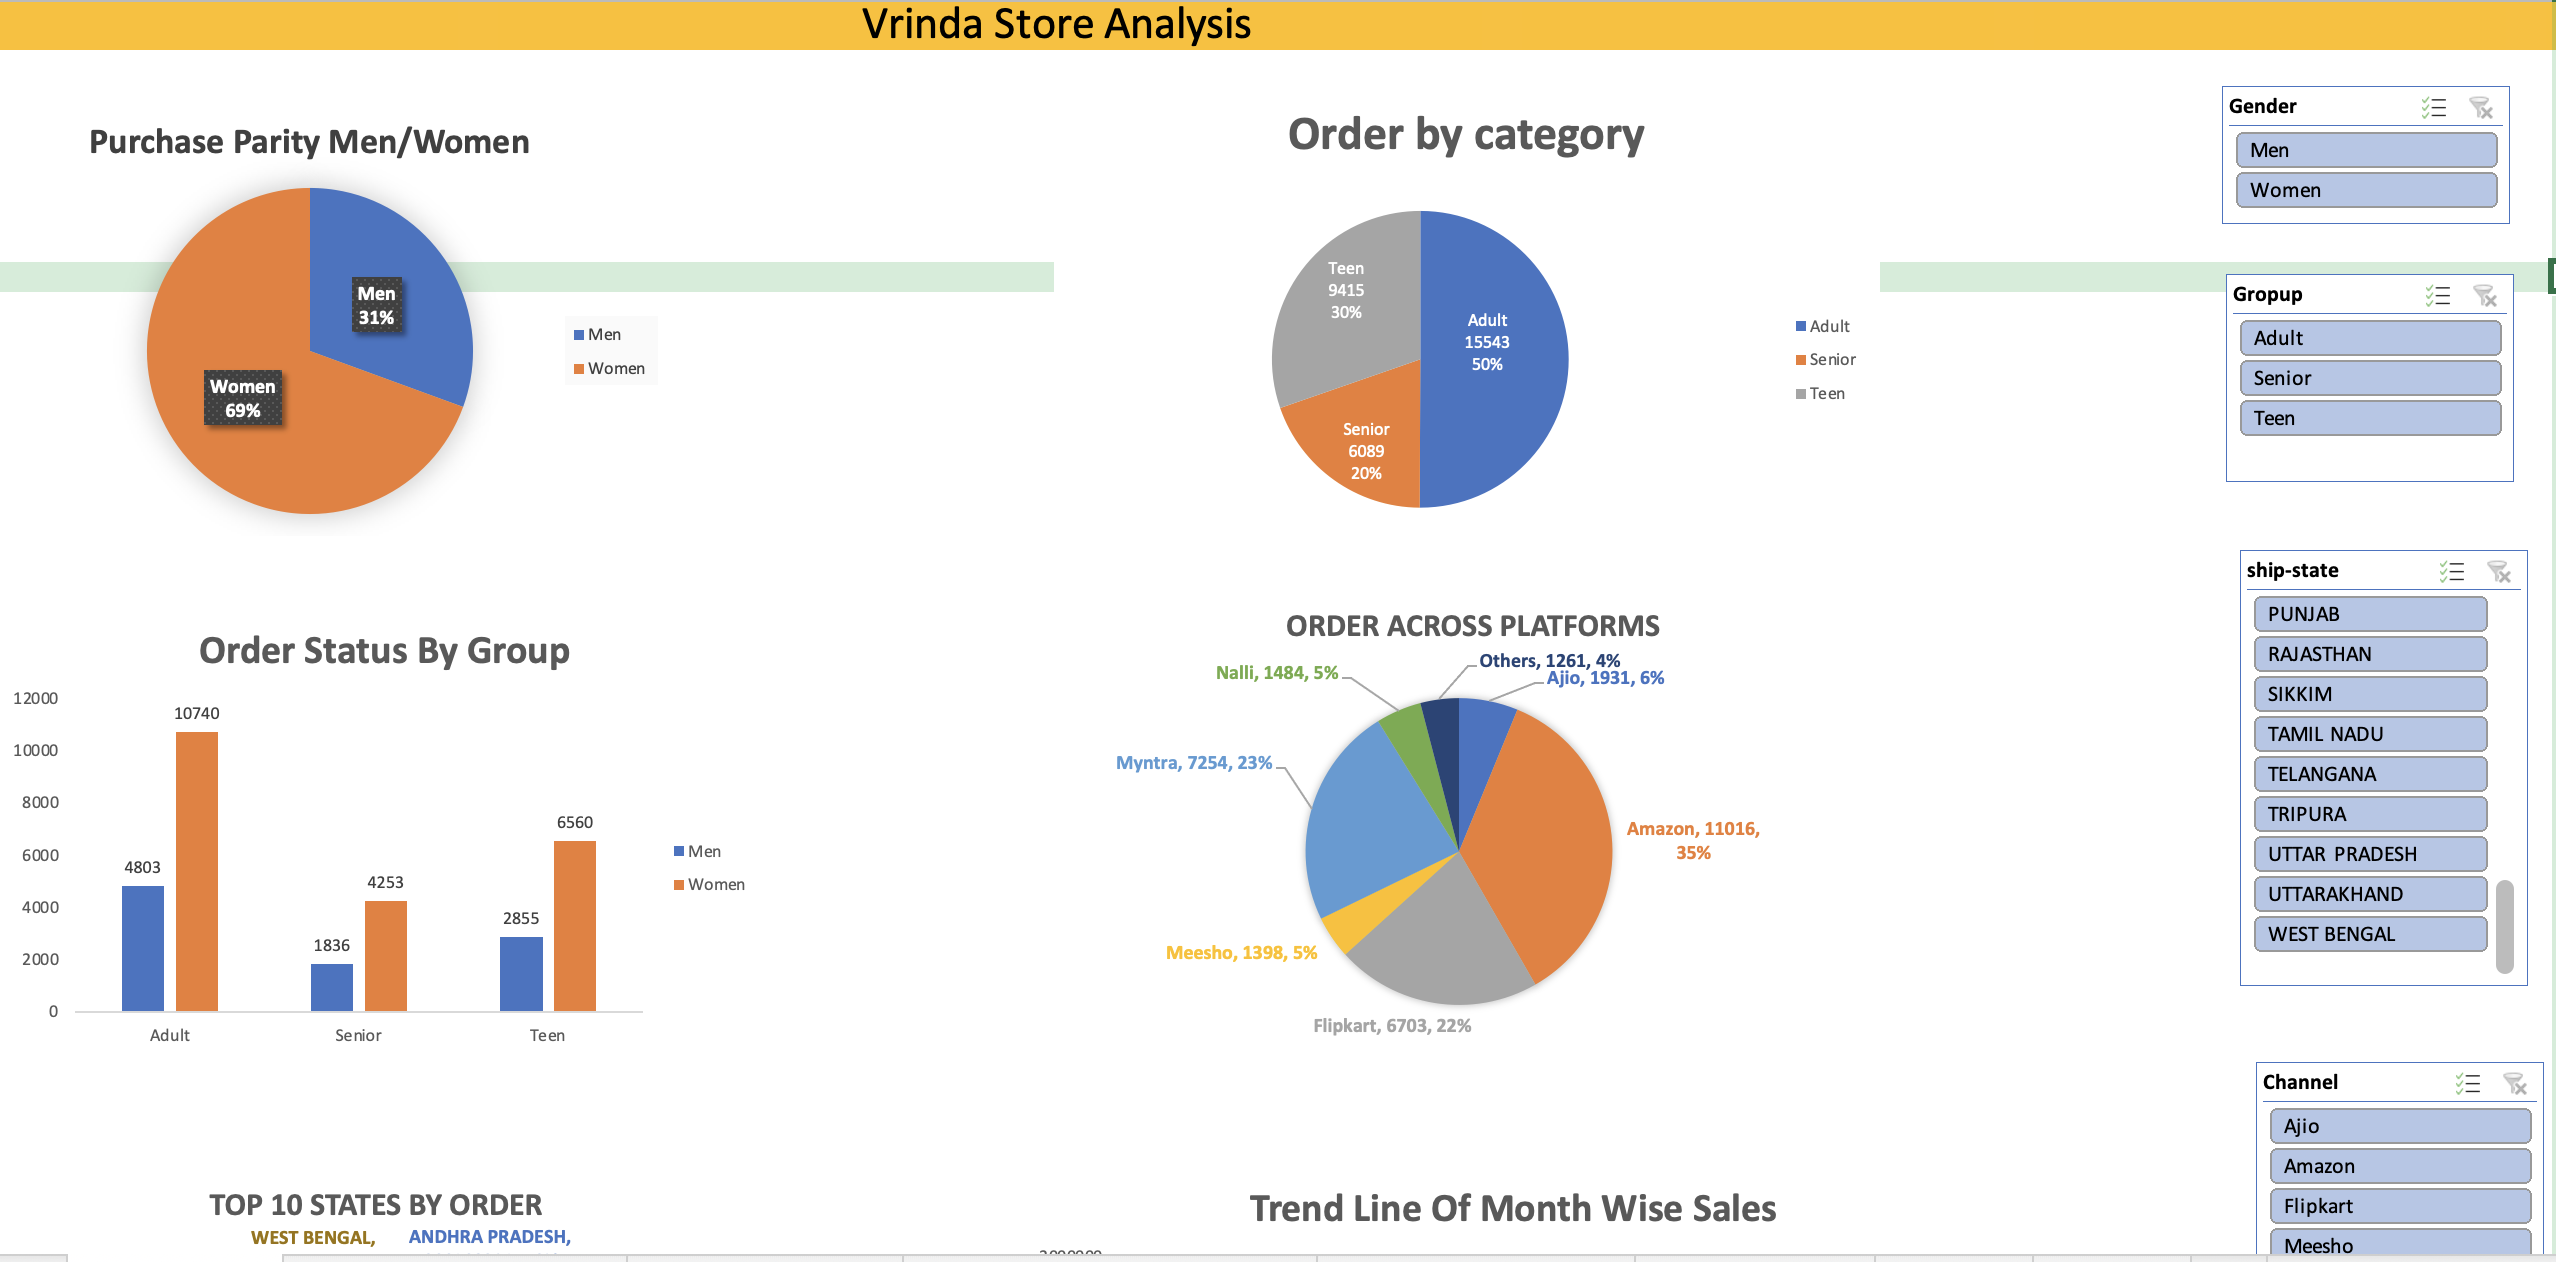 Vrinda Store Analysis
Purchase Parity Men/Women
Men
31%
Women
69%
Men
Women
Order by category
Teen
9415
30%
Adult
15543
50%
Senior
6089
20%
Adult
Senior
Teen
Gender
Men
Women
Gropup
Adult
Senior
Teen
Order Status By Group
12000
10000
8000
6000
4000
2000
0
4803
10740
1836
4253
2855
6560
Adult
Senior
Teen
Men
Women
ORDER ACROSS PLATFORMS
Others, 1261, 4%
Ajio, 1931, 6%
Nalli, 1484, 5%
Myntra, 7254, 23%
Amazon, 11016,
35%
Meesho, 1398, 5%
Flipkart, 6703, 22%
ship-state
PUNJAB
RAJASTHAN
SIKKIM
TAMIL NADU
TELANGANA
TRIPURA
UTTAR PRADESH
UTTARAKHAND
WEST BENGAL
Channel
Ajio
Amazon
Flipkart
Meesho
TOP 10 STATES BY ORDER
WEST BENGAL,
ANDHRA PRADESH,
Trend Line Of Month Wise Sales